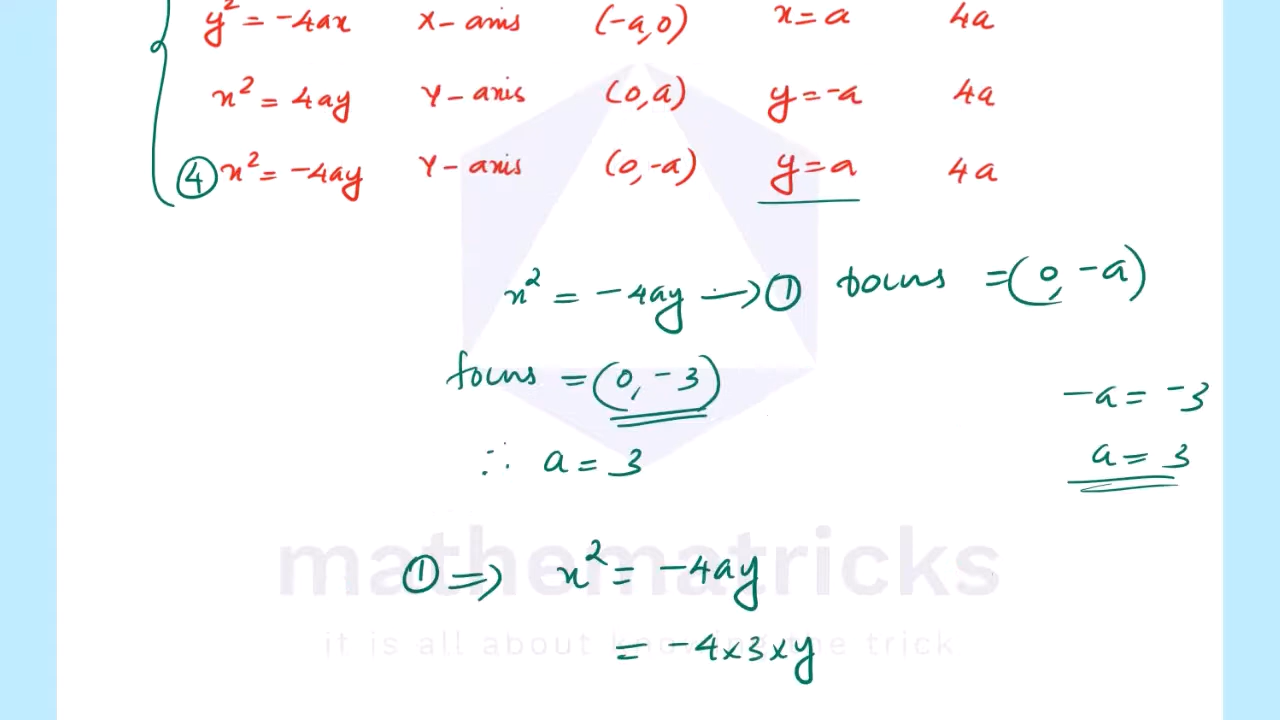 y² = -4ax X-axis (-a, 0) x = a 4a
x² = 4ay Y-axis (0, a) y = -a 4a
④ x² = -4ay Y-axis (0, -a) y = a 4a
x² = -4ay → ① focus = (0, -a)
focus = (0, -3)
-a = -3
∴ a = 3
a = 3
① ⇒ x² = -4ay
= -4×3×y
mathematricks
it is all about knowing the trick